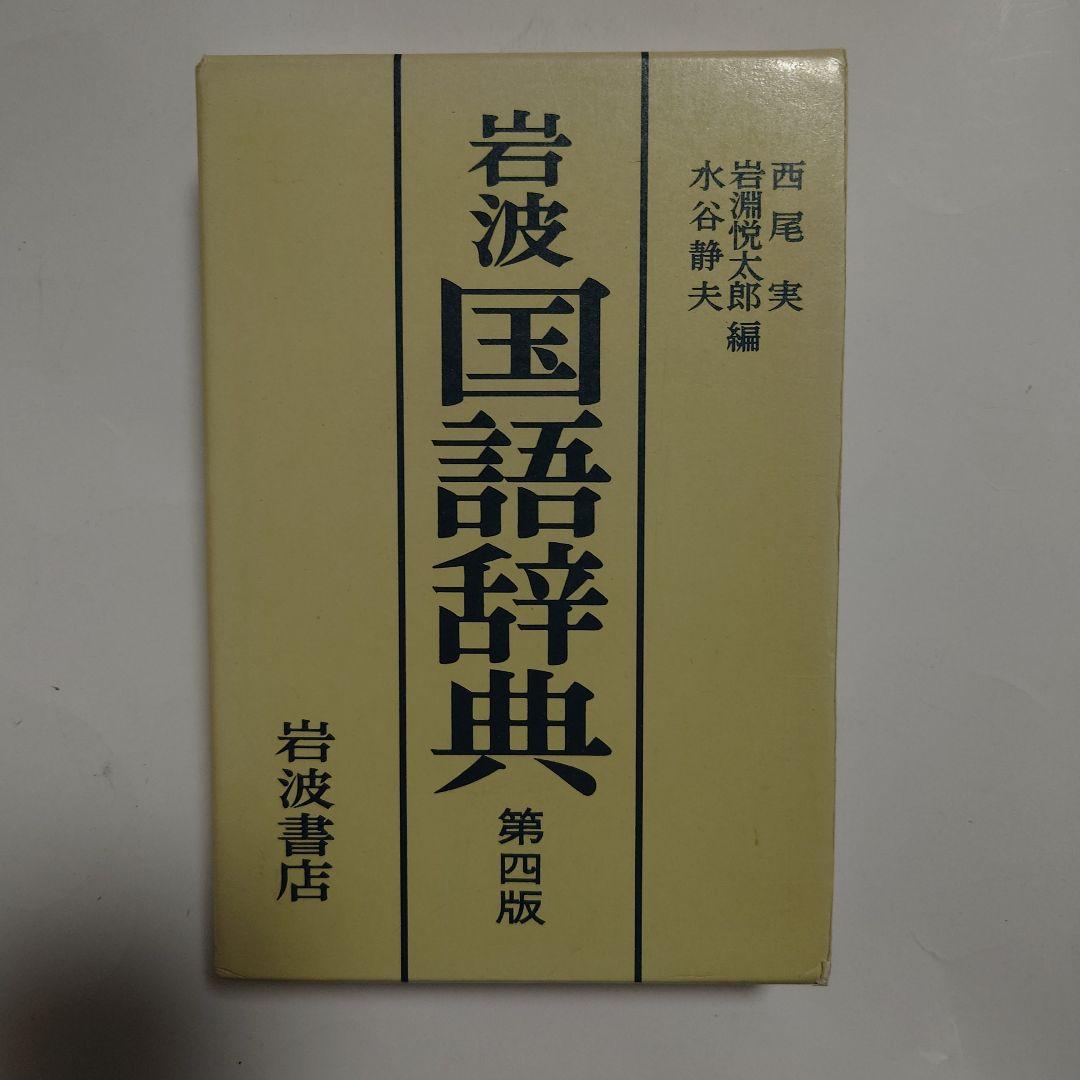 西尾実
岩淵悦太郎 編
水谷静夫
岩波
国語辞典
第四版
岩波書店